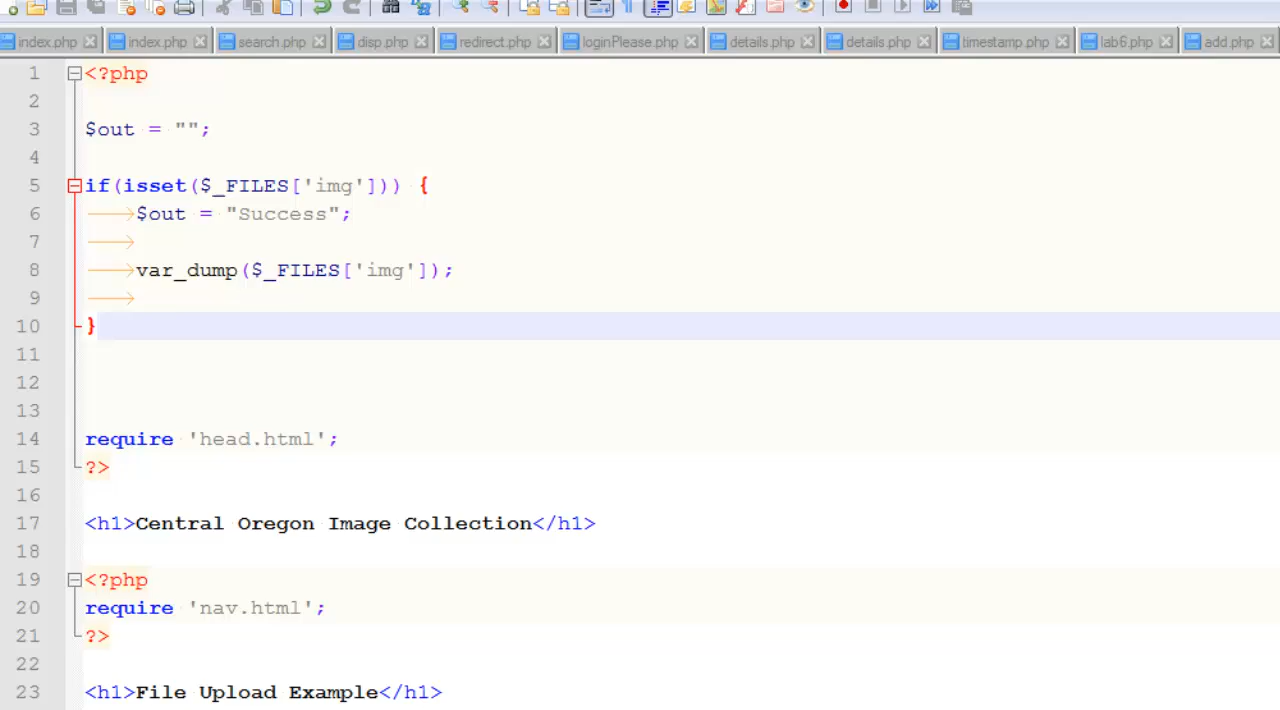 index.php index.php search.php disp.php redirect.php loginPlease.php details.php details.php timestamp.php lab6.php add.php
1 <?php
2
3 $out = "";
4
5 if(isset($_FILES['img'])) {
6 $out = "Success";
7
8 var_dump($_FILES['img']);
9
10 }
11
12
13
14 require 'head.html';
15 ?>
16
17 <h1>Central Oregon Image Collection</h1>
18
19 <?php
20 require 'nav.html';
21 ?>
22
23 <h1>File Upload Example</h1>